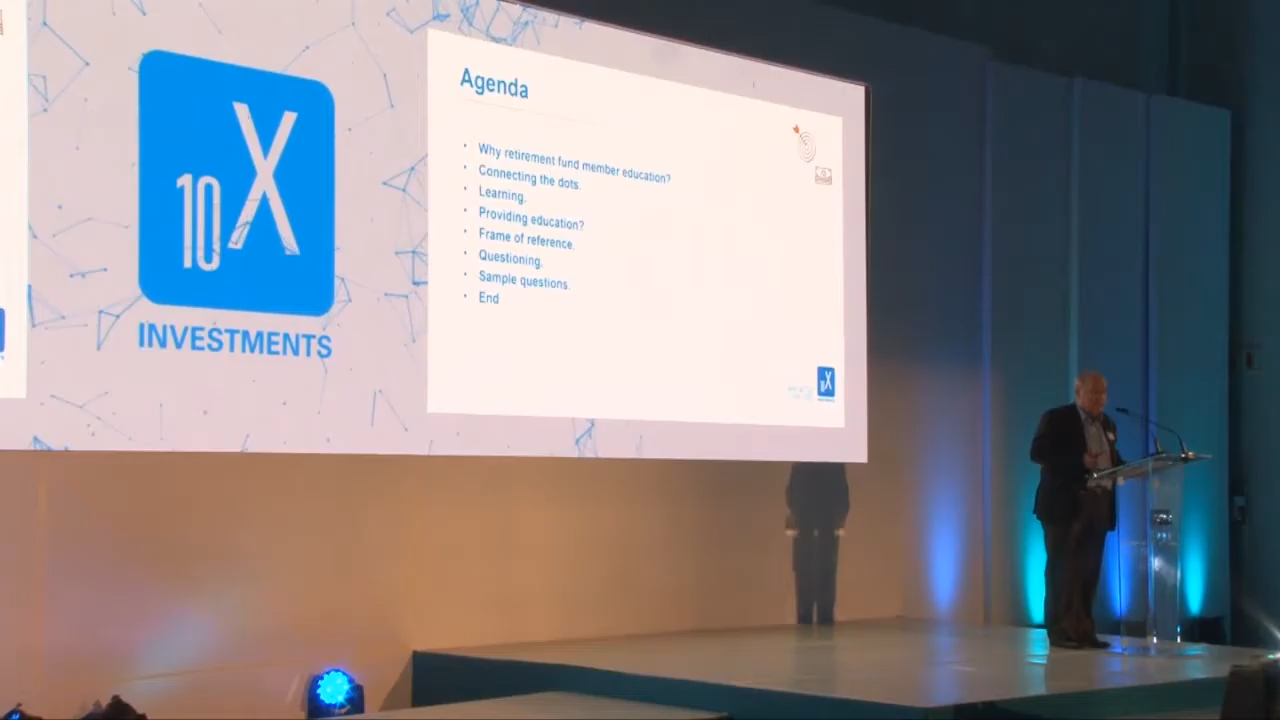 10X
INVESTMENTS
Agenda
Why retirement fund member education?
Connecting the dots.
Learning.
Providing education?
Frame of reference.
Questioning.
Sample questions.
End
10X